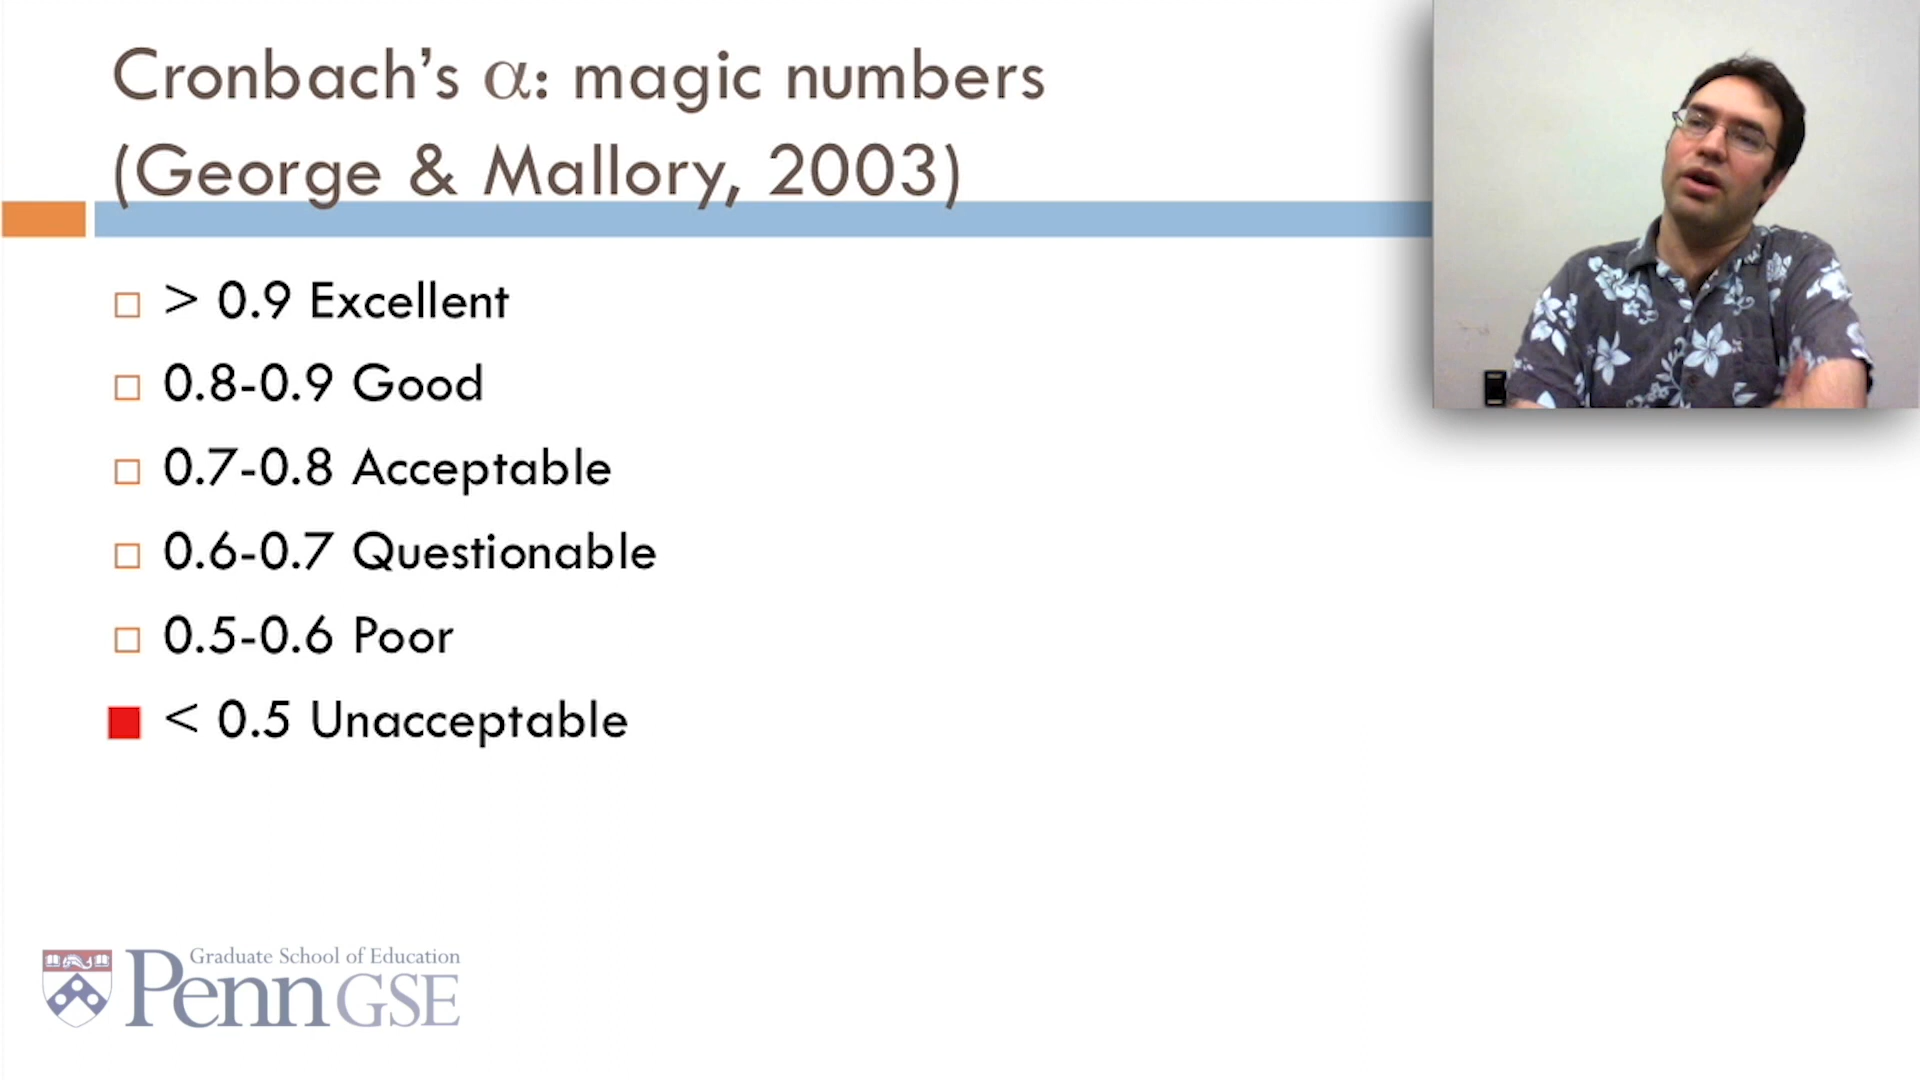 Cronbach’s α: magic numbers
(George & Mallory, 2003)
> 0.9 Excellent
0.8-0.9 Good
0.7-0.8 Acceptable
0.6-0.7 Questionable
0.5-0.6 Poor
< 0.5 Unacceptable
Graduate School of Education
Penn GSE